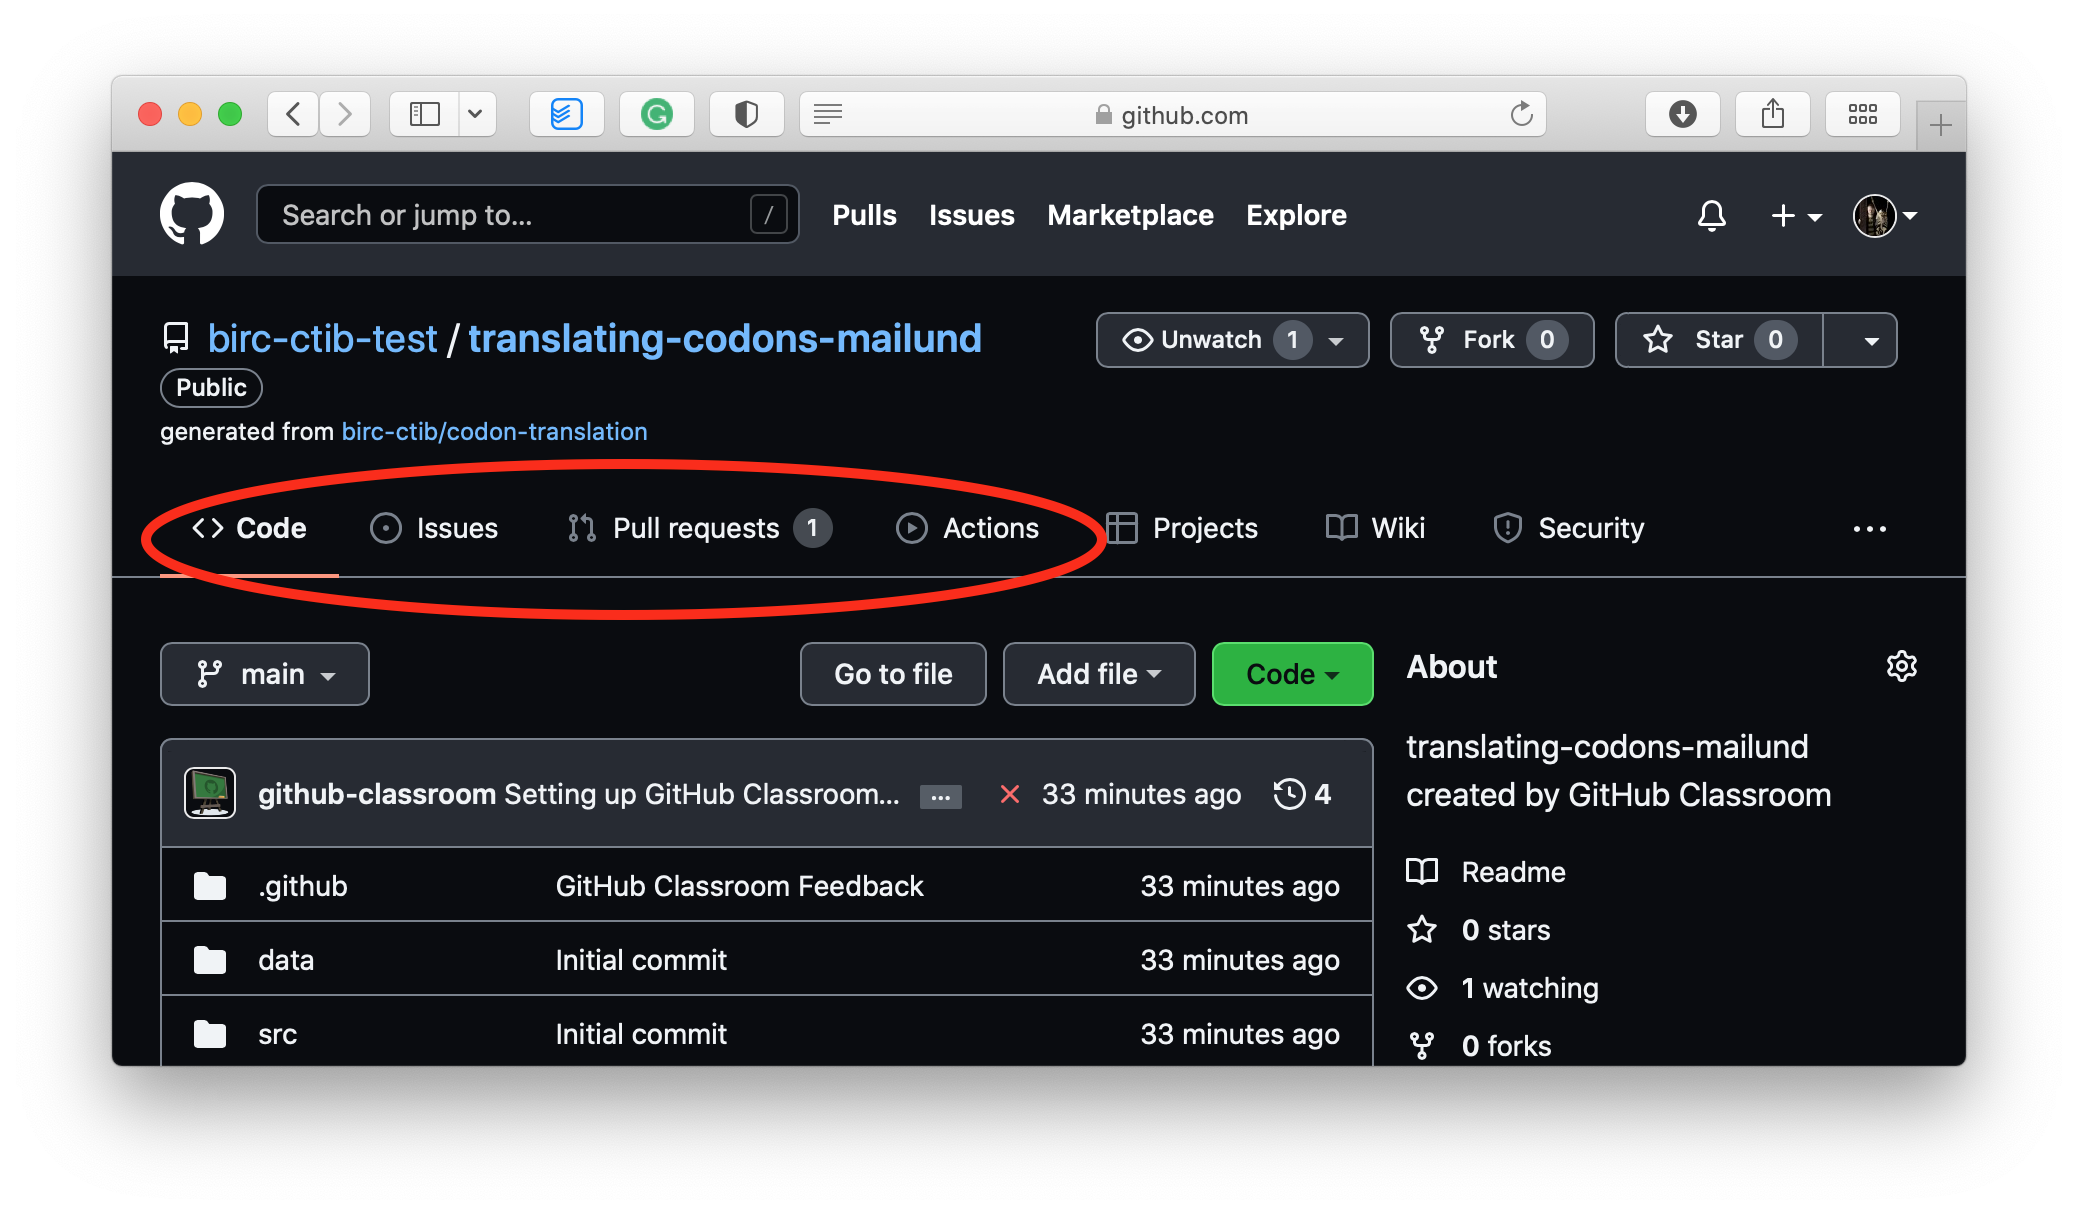 github.com
Search or jump to... /
Pulls Issues Marketplace Explore
birc-ctib-test / translating-codons-mailund
Unwatch 1 Fork 0 Star 0
Public
generated from birc-ctib/codon-translation
Code Issues Pull requests 1 Actions Projects Wiki Security ...
main Go to file Add file Code
About
translating-codons-mailund
created by GitHub Classroom
github-classroom Setting up GitHub Classroom... ... 33 minutes ago 4
.github GitHub Classroom Feedback 33 minutes ago
data Initial commit 33 minutes ago
src Initial commit 33 minutes ago
Readme
0 stars
1 watching
0 forks